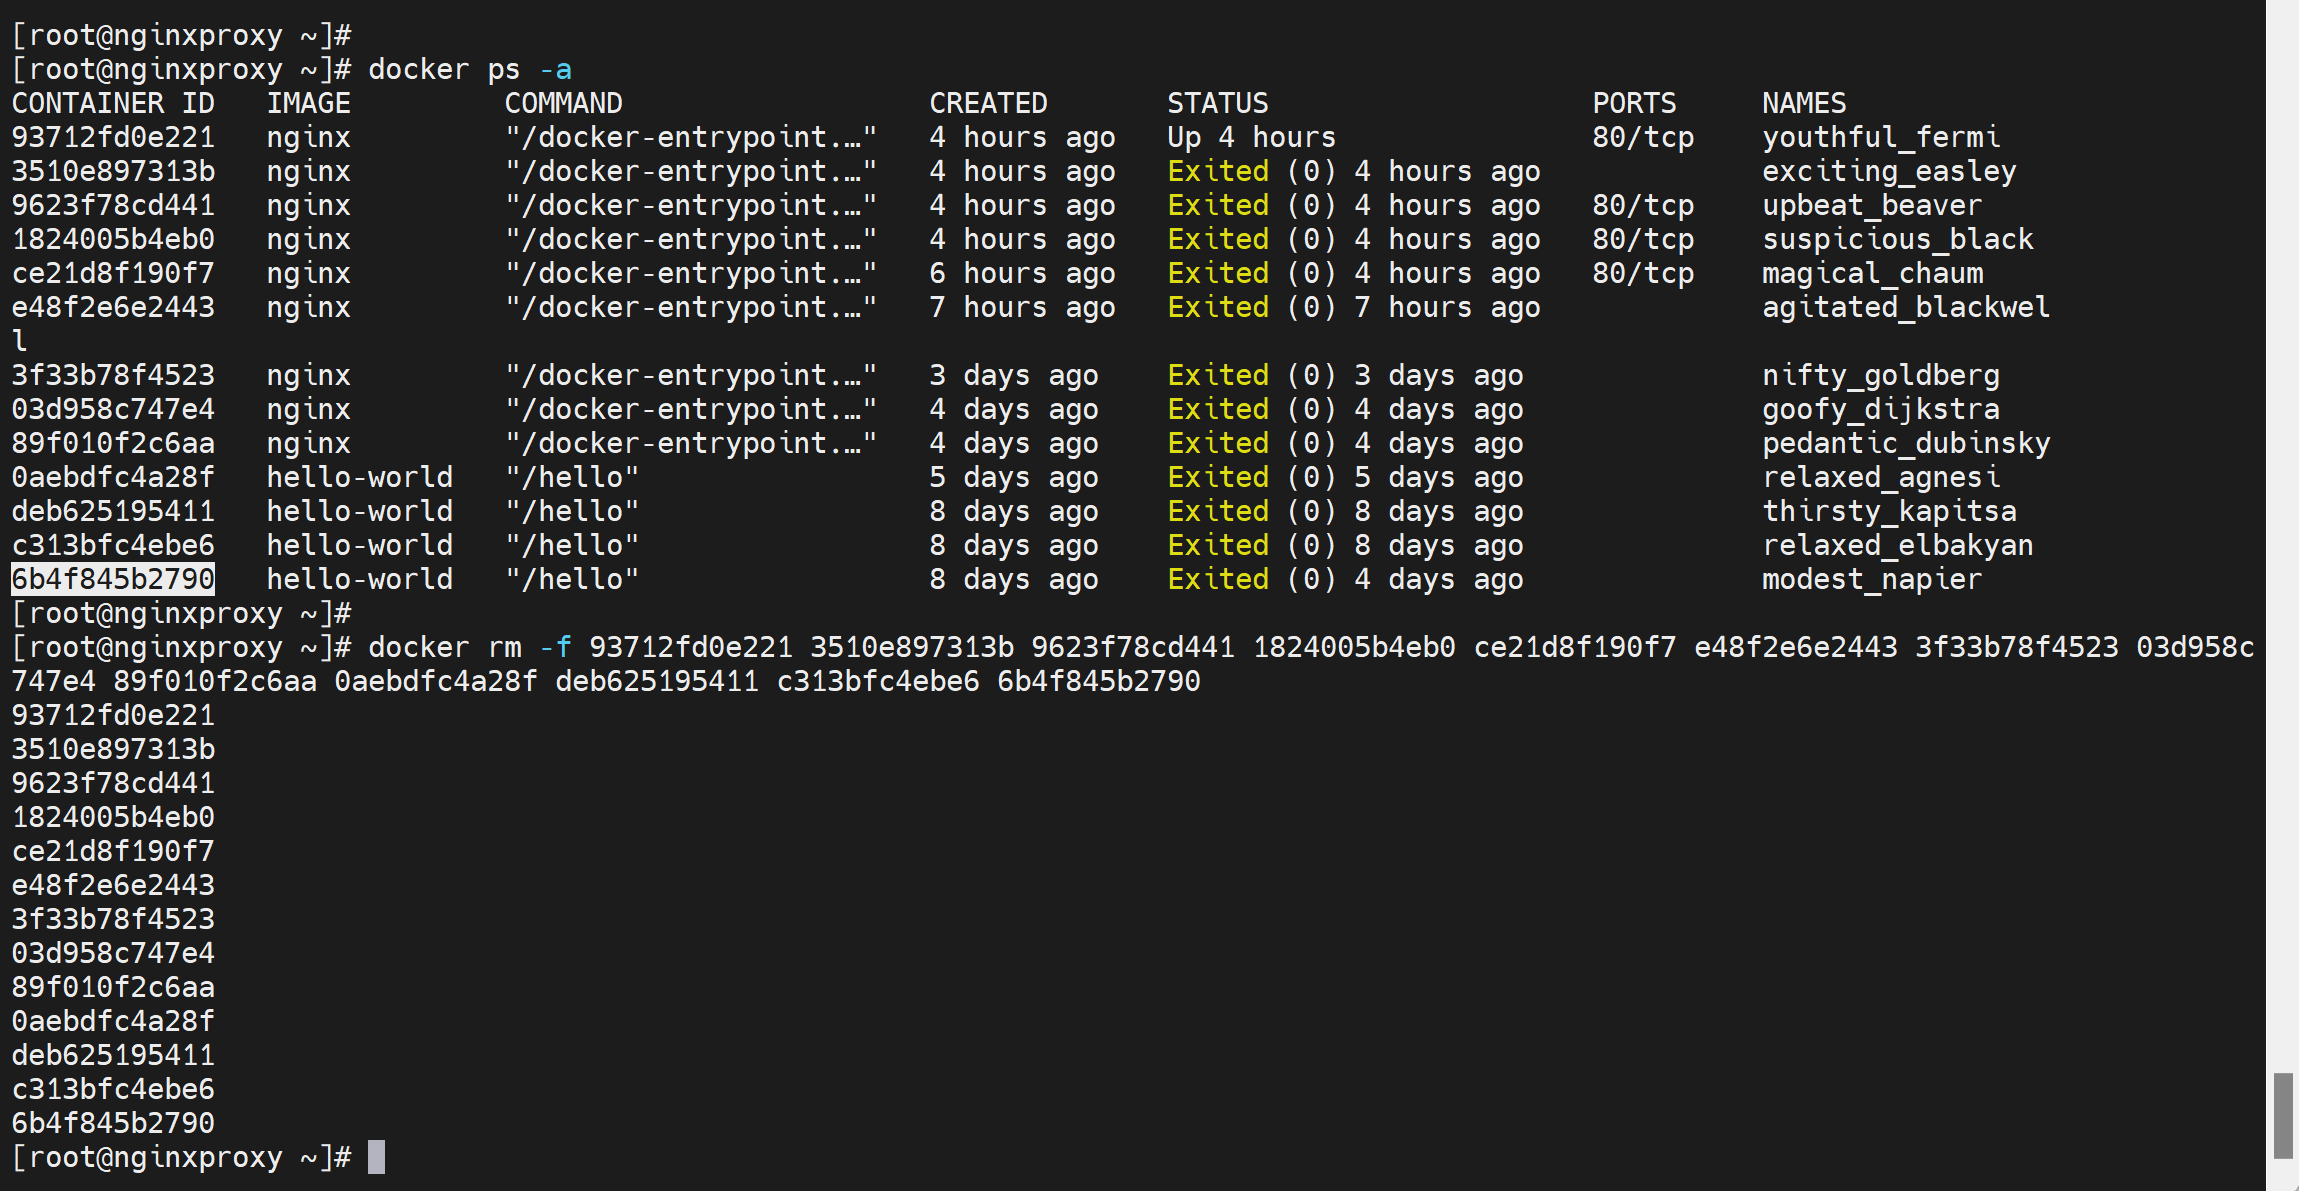 [root@nginxproxy ~]#
[root@nginxproxy ~]# docker ps -a
CONTAINER ID   IMAGE         COMMAND                  CREATED       STATUS                   PORTS     NAMES
93712fd0e221   nginx         "/docker-entrypoint.…"   4 hours ago   Up 4 hours               80/tcp    youthful_fermi
3510e897313b   nginx         "/docker-entrypoint.…"   4 hours ago   Exited (0) 4 hours ago             exciting_easley
9623f78cd441   nginx         "/docker-entrypoint.…"   4 hours ago   Exited (0) 4 hours ago   80/tcp    upbeat_beaver
1824005b4eb0   nginx         "/docker-entrypoint.…"   4 hours ago   Exited (0) 4 hours ago   80/tcp    suspicious_black
ce21d8f190f7   nginx         "/docker-entrypoint.…"   6 hours ago   Exited (0) 4 hours ago   80/tcp    magical_chaum
e48f2e6e2443   nginx         "/docker-entrypoint.…"   7 hours ago   Exited (0) 7 hours ago             agitated_blackwel
l
3f33b78f4523   nginx         "/docker-entrypoint.…"   3 days ago    Exited (0) 3 days ago              nifty_goldberg
03d958c747e4   nginx         "/docker-entrypoint.…"   4 days ago    Exited (0) 4 days ago              goofy_dijkstra
89f010f2c6aa   nginx         "/docker-entrypoint.…"   4 days ago    Exited (0) 4 days ago              pedantic_dubinsky
0aebdfc4a28f   hello-world   "/hello"                 5 days ago    Exited (0) 5 days ago              relaxed_agnesi
deb625195411   hello-world   "/hello"                 8 days ago    Exited (0) 8 days ago              thirsty_kapitsa
c313bfc4ebe6   hello-world   "/hello"                 8 days ago    Exited (0) 8 days ago              relaxed_elbakyan
6b4f845b2790   hello-world   "/hello"                 8 days ago    Exited (0) 4 days ago              modest_napier
[root@nginxproxy ~]#
[root@nginxproxy ~]# docker rm -f 93712fd0e221 3510e897313b 9623f78cd441 1824005b4eb0 ce21d8f190f7 e48f2e6e2443 3f33b78f4523 03d958c
747e4 89f010f2c6aa 0aebdfc4a28f deb625195411 c313bfc4ebe6 6b4f845b2790
93712fd0e221
3510e897313b
9623f78cd441
1824005b4eb0
ce21d8f190f7
e48f2e6e2443
3f33b78f4523
03d958c747e4
89f010f2c6aa
0aebdfc4a28f
deb625195411
c313bfc4ebe6
6b4f845b2790
[root@nginxproxy ~]#